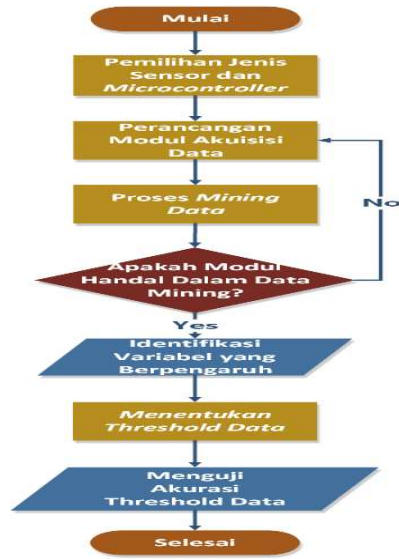 Mulai
Pemilihan Jenis
Sensor dan
Microcontroller
Perancangan
Modul Akuisisi
Data
Proses Mining
Data
No
Apakah Modul
Handal Dalam Data
Mining?
Yes
Identifikasi
Variabel yang
Berpengaruh
Menentukan
Threshold Data
Menguji
Akurasi
Threshold Data
Selesai